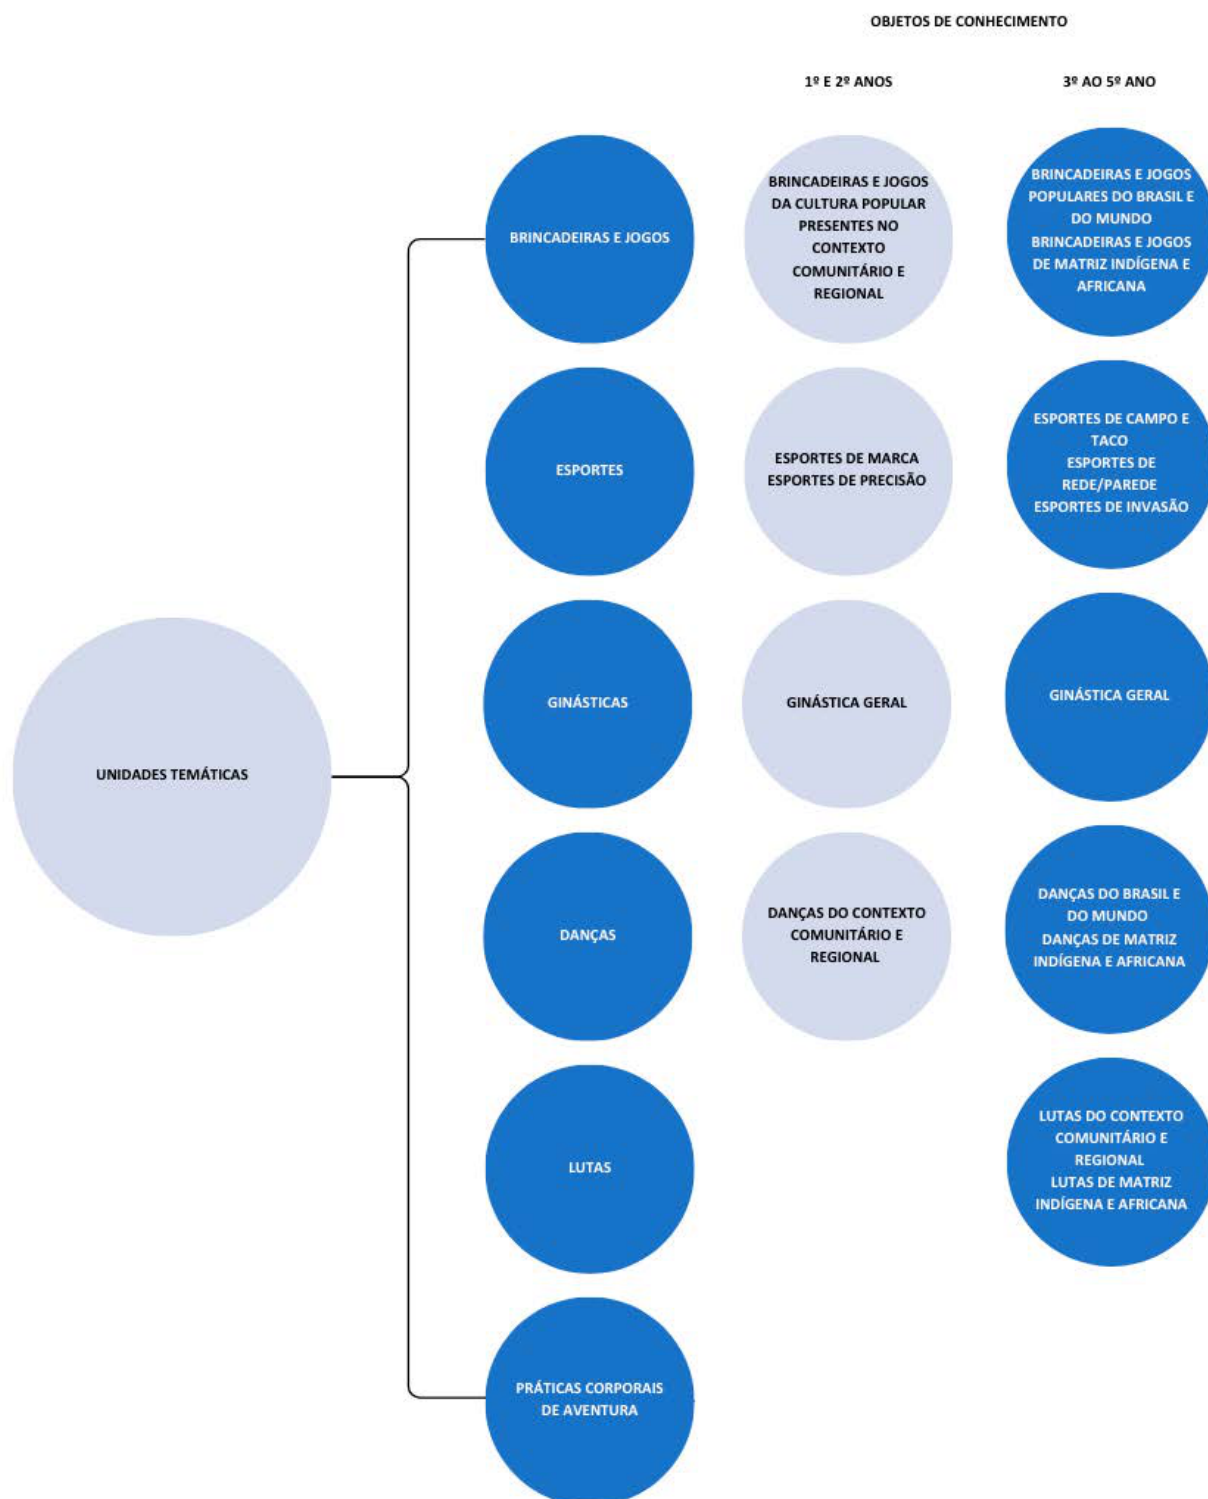 OBJETOS DE CONHECIMENTO
1º E 2º ANOS
3º AO 5º ANO
BRINCADEIRAS E JOGOS
BRINCADEIRAS E JOGOS
DA CULTURA POPULAR
PRESENTES NO
CONTEXTO
COMUNITÁRIO E
REGIONAL
BRINCADEIRAS E JOGOS
POPULARES DO BRASIL E
DO MUNDO
BRINCADEIRAS E JOGOS
DE MATRIZ INDÍGENA E
AFRICANA
ESPORTES
ESPORTES DE MARCA
ESPORTES DE PRECISÃO
ESPORTES DE CAMPO E
TACO
ESPORTES DE
REDE/PAREDE
ESPORTES DE INVASÃO
GINÁSTICAS
GINÁSTICA GERAL
GINÁSTICA GERAL
UNIDADES TEMÁTICAS
DANÇAS
DANÇAS DO CONTEXTO
COMUNITÁRIO E
REGIONAL
DANÇAS DO BRASIL E
DO MUNDO
DANÇAS DE MATRIZ
INDÍGENA E AFRICANA
LUTAS
LUTAS DO CONTEXTO
COMUNITÁRIO E
REGIONAL
LUTAS DE MATRIZ
INDÍGENA E AFRICANA
PRÁTICAS CORPORAIS
DE AVENTURA